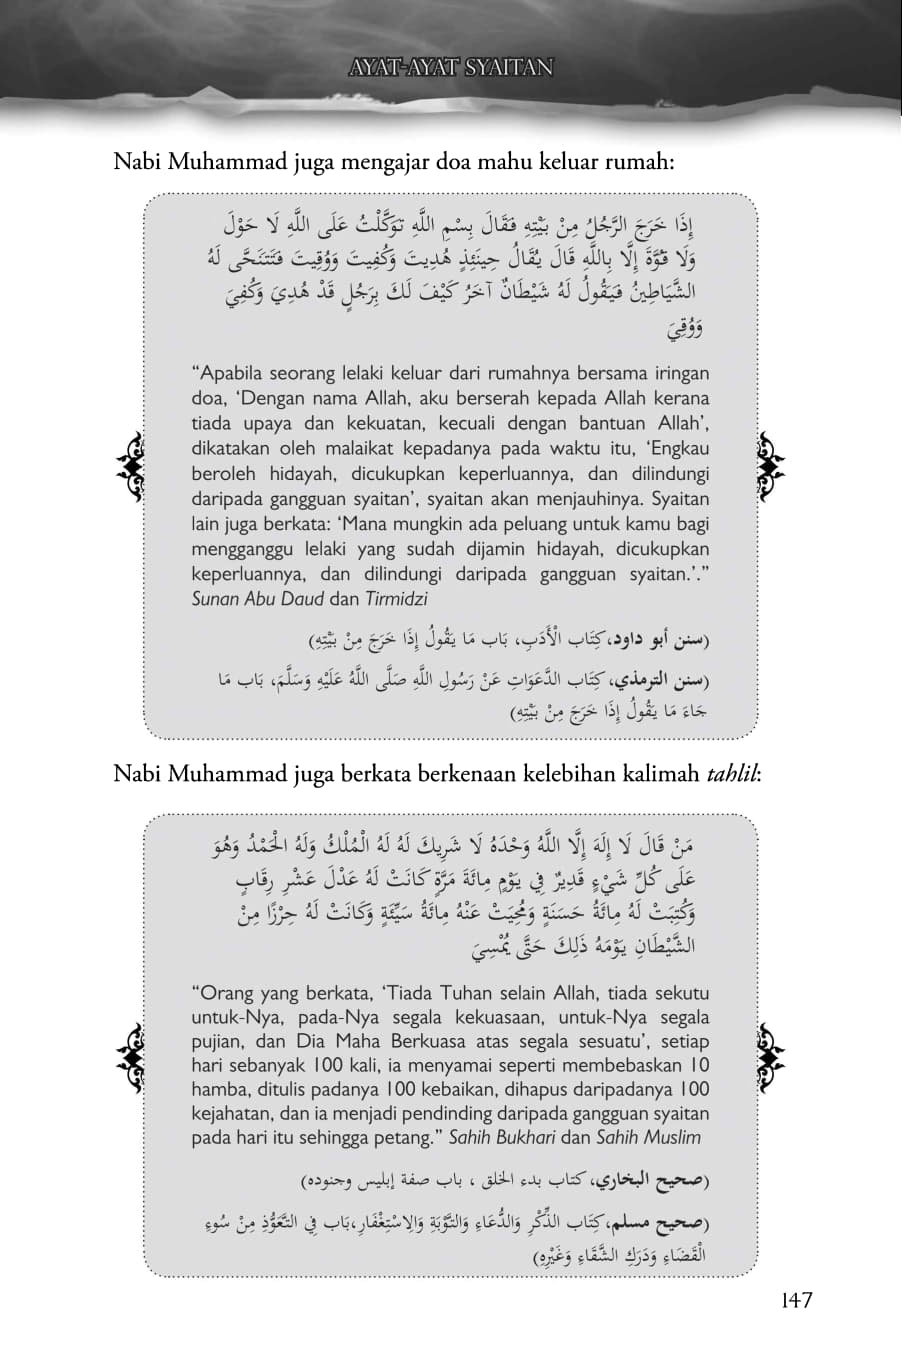 AYAT-AYAT SYAITAN
Nabi Muhammad juga mengajar doa mahu keluar rumah:
إِذَا خَرَجَ الرَّجُلُ مِنْ بَيْتِهِ فَقَالَ بِسْمِ اللَّهِ تَوَكَّلْتُ عَلَى اللَّهِ لَا حَوْلَ
وَلَا قُوَّةَ إِلَّا بِاللَّهِ قَالَ يُقَالُ حِينَئِذٍ هُدِيتَ وَكُفِيتَ وَوُقِيتَ فَتَتَنَحَّى لَهُ
الشَّيَاطِينُ فَيَقُولُ لَهُ شَيْطَانٌ آخَرُ كَيْفَ لَكَ بِرَجُلٍ قَدْ هُدِيَ وَكُفِيَ
وَوُقِيَ
“Apabila seorang lelaki keluar dari rumahnya bersama iringan
doa, ‘Dengan nama Allah, aku berserah kepada Allah kerana
tiada upaya dan kekuatan, kecuali dengan bantuan Allah’,
dikatakan oleh malaikat kepadanya pada waktu itu, ‘Engkau
beroleh hidayah, dicukupkan keperluannya, dan dilindungi
daripada gangguan syaitan’, syaitan akan menjauhinya. Syaitan
lain juga berkata: ‘Mana mungkin ada peluang untuk kamu bagi
mengganggu lelaki yang sudah dijamin hidayah, dicukupkan
keperluannya, dan dilindungi daripada gangguan syaitan.’.”
Sunan Abu Daud dan Tirmidzi
(سنن أبو داود،كِتَاب الْأَدَبِ، بَاب مَا يَقُولُ إِذَا خَرَجَ مِنْ بَيْتِهِ)
(سنن الترمذي، كِتَاب الدَّعَوَاتِ عَنْ رَسُولِ اللَّهِ صَلَّى اللَّهُ عَلَيْهِ وَسَلَّمَ، بَاب مَا
جَاءَ مَا يَقُولُ إِذَا خَرَجَ مِنْ بَيْتِهِ)
Nabi Muhammad juga berkata berkenaan kelebihan kalimah tahlil:
مَنْ قَالَ لَا إِلَهَ إِلَّا اللَّهُ وَحْدَهُ لَا شَرِيكَ لَهُ لَهُ الْمُلْكُ وَلَهُ الْحَمْدُ وَهُوَ
عَلَى كُلِّ شَيْءٍ قَدِيرٌ فِي يَوْمٍ مِائَةَ مَرَّةٍ كَانَتْ لَهُ عَدْلَ عَشْرِ رِقَابٍ
وَكُتِبَتْ لَهُ مِائَةُ حَسَنَةٍ وَمُحِيَتْ عَنْهُ مِائَةُ سَيِّئَةٍ وَكَانَتْ لَهُ حِرْزًا مِنْ
الشَّيْطَانِ يَوْمَهُ ذَلِكَ حَتَّى يُمْسِيَ
“Orang yang berkata, ‘Tiada Tuhan selain Allah, tiada sekutu
untuk-Nya, pada-Nya segala kekuasaan, untuk-Nya segala
pujian, dan Dia Maha Berkuasa atas segala sesuatu’, setiap
hari sebanyak 100 kali, ia menyamai seperti membebaskan 10
hamba, ditulis padanya 100 kebaikan, dihapus daripadanya 100
kejahatan, dan ia menjadi pendinding daripada gangguan syaitan
pada hari itu sehingga petang.” Sahih Bukhari dan Sahih Muslim
(صحيح البخاري، كتاب بدء الخلق ، باب صفة إبليس وجنوده)
(صحيح مسلم،كِتَاب الذِّكْرِ وَالدُّعَاءِ وَالتَّوْبَةِ وَالِاسْتِغْفَارِ،بَاب فِي التَّعَوُّذِ مِنْ سُوءِ
الْقَضَاءِ وَدَرَكِ الشَّقَاءِ وَغَيْرِهِ)
147